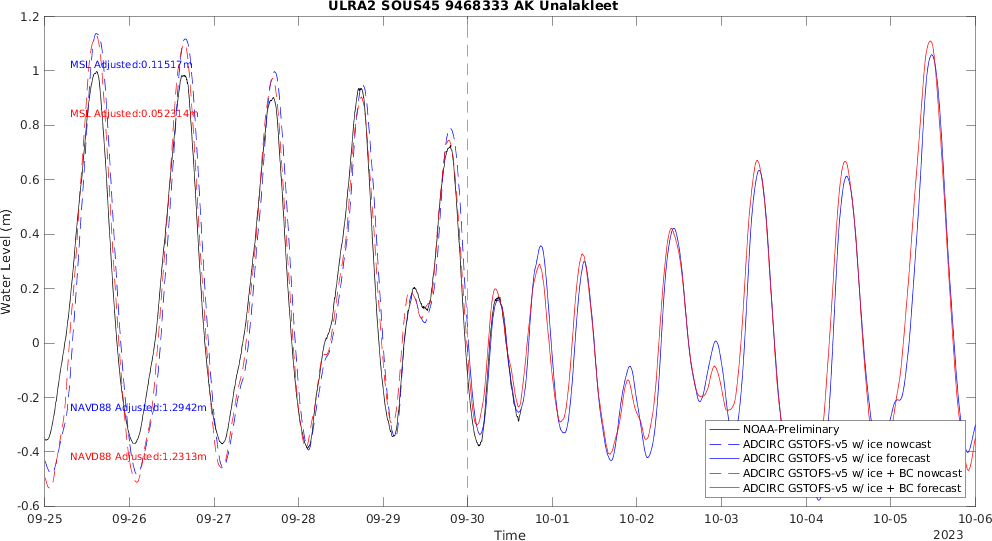 ULRA2 SOUS45 9468333 AK Unalakleet
1.2
1
0.8
0.6
0.4
0.2
0
-0.2
-0.4
-0.6
Water Level (m)
MSL Adjusted:0.11517m
MSL Adjusted:0.052314m
NAVD88 Adjusted:1.2942m
NAVD88 Adjusted:1.2313m
NOAA-Preliminary
ADCIRC GSTOFS-v5 w/ ice nowcast
ADCIRC GSTOFS-v5 w/ ice forecast
ADCIRC GSTOFS-v5 w/ ice + BC nowcast
ADCIRC GSTOFS-v5 w/ ice + BC forecast
09-25 09-26 09-27 09-28 09-29 09-30 10-01 10-02 10-03 10-04 10-05 10-06
Time
2023